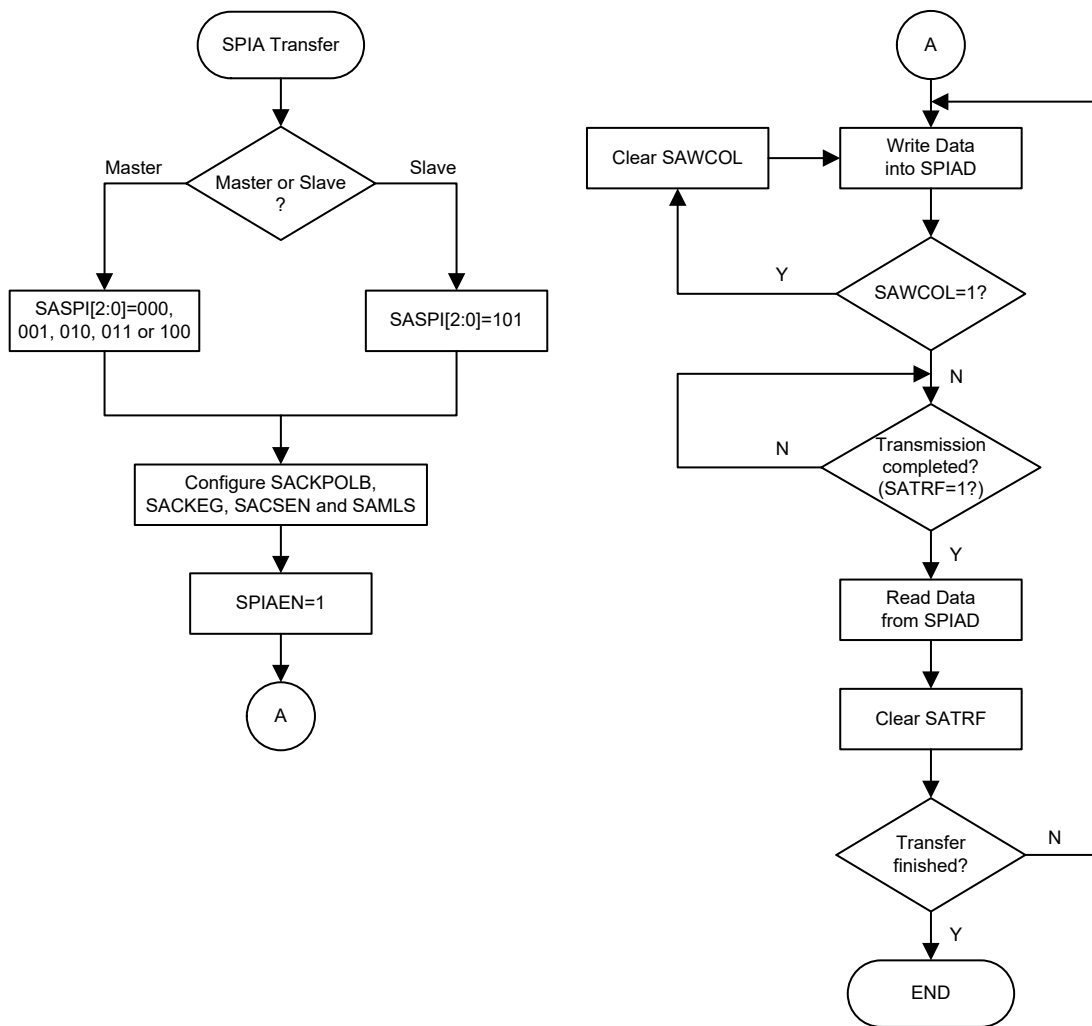 SPIA Transfer
Master
Slave
Master or Slave
?
SASPI[2:0]=000,
001, 010, 011 or 100
SASPI[2:0]=101
Configure SACKPOLB,
SACKEG, SACSEN and SAMLS
SPIAEN=1
A
A
Clear SAWCOL
Write Data
into SPIAD
Y
SAWCOL=1?
N
N
Transmission
completed?
(SATRF=1?)
Y
Read Data
from SPIAD
Clear SATRF
Transfer
finished?
N
Y
END